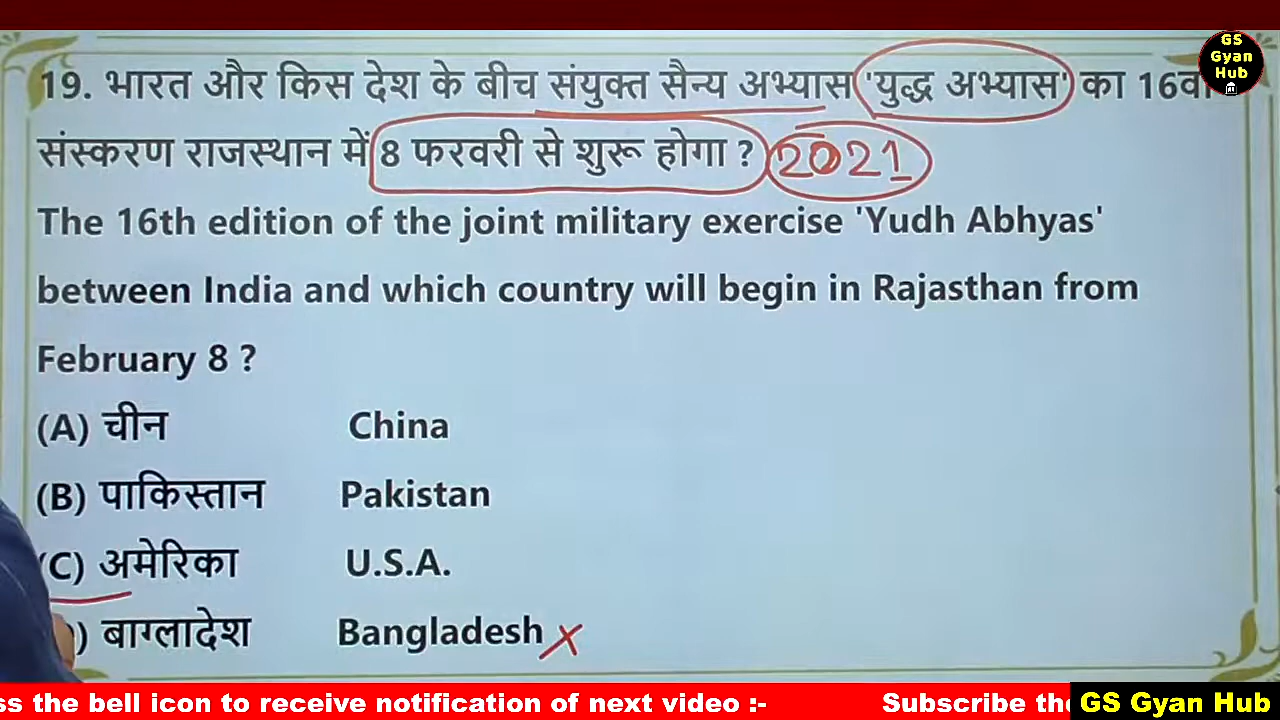 GS
Gyan
Hub
19. भारत और किस देश के बीच संयुक्त सैन्य अभ्यास 'युद्ध अभ्यास' का 16वां
संस्करण राजस्थान में 8 फरवरी से शुरू होगा ? 2021
The 16th edition of the joint military exercise 'Yudh Abhyas'
between India and which country will begin in Rajasthan from
February 8 ?
(A) चीन China
(B) पाकिस्तान Pakistan
(C) अमेरिका U.S.A.
) बाग्लादेश Bangladesh
ss the bell icon to receive notification of next video :- Subscribe the
GS Gyan Hub